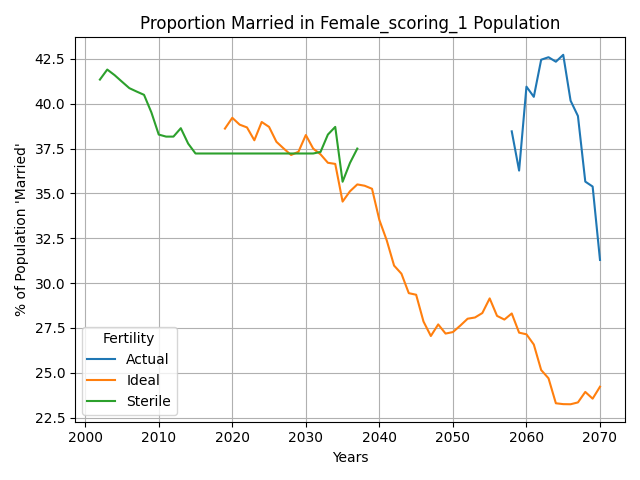 Proportion Married in Female_scoring_1 Population
% of Population 'Married'
42.5
40.0
37.5
35.0
32.5
30.0
27.5
25.0
22.5
Fertility
Actual
Ideal
Sterile
2000 2010 2020 2030 2040 2050 2060 2070
Years